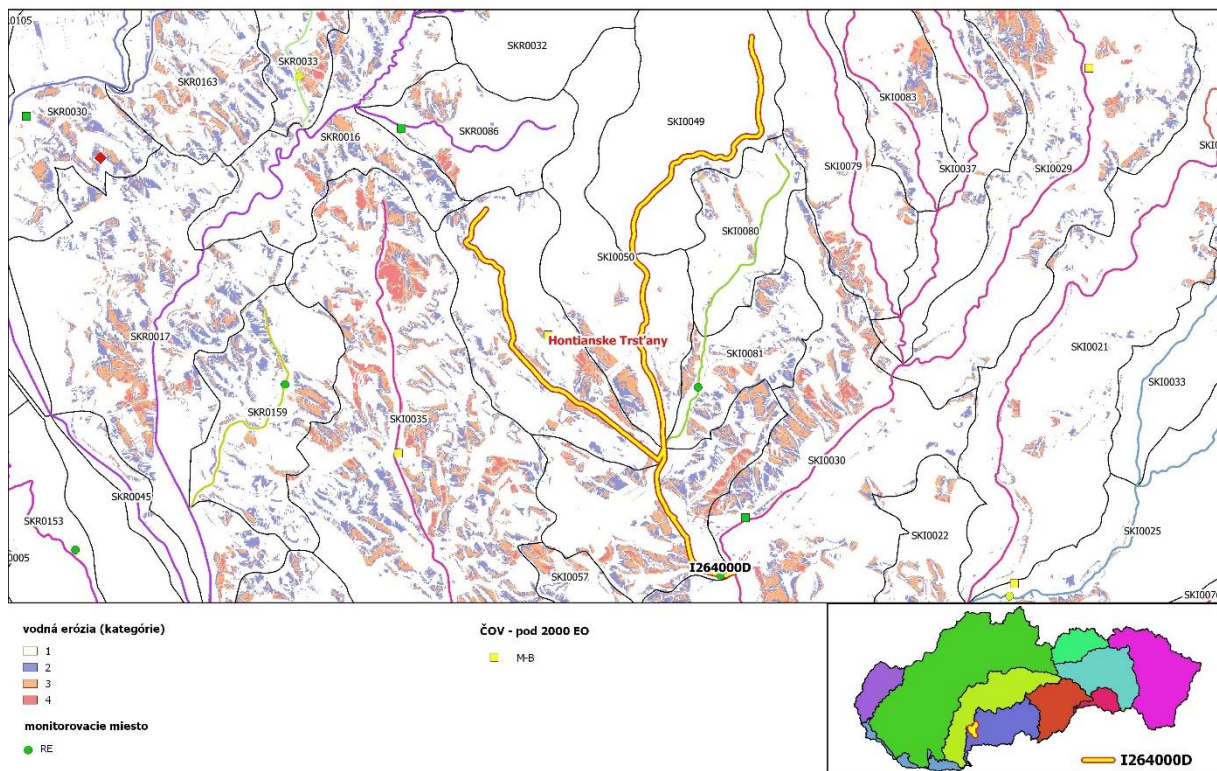 0105
SKR0032
SKR0033
SKR0163
SKR0030
SKI0083
SKR0086
SKR0016
SKI0049
SKI0079
SKI0037
SKI0029
SKI0080
SKI0050
SKR0017
Hontianske Trsťany
SKI0021
SKI0081
SKI0033
SKR0159
SKI0035
SKI0030
SKR0045
SKR0153
SKI0025
SKI0022
0005
I264000D
SKI0057
vodná erózia (kategórie)
1
2
3
4
monitorovacie miesto
RE
ČOV - pod 2000 EO
M-B
I264000D